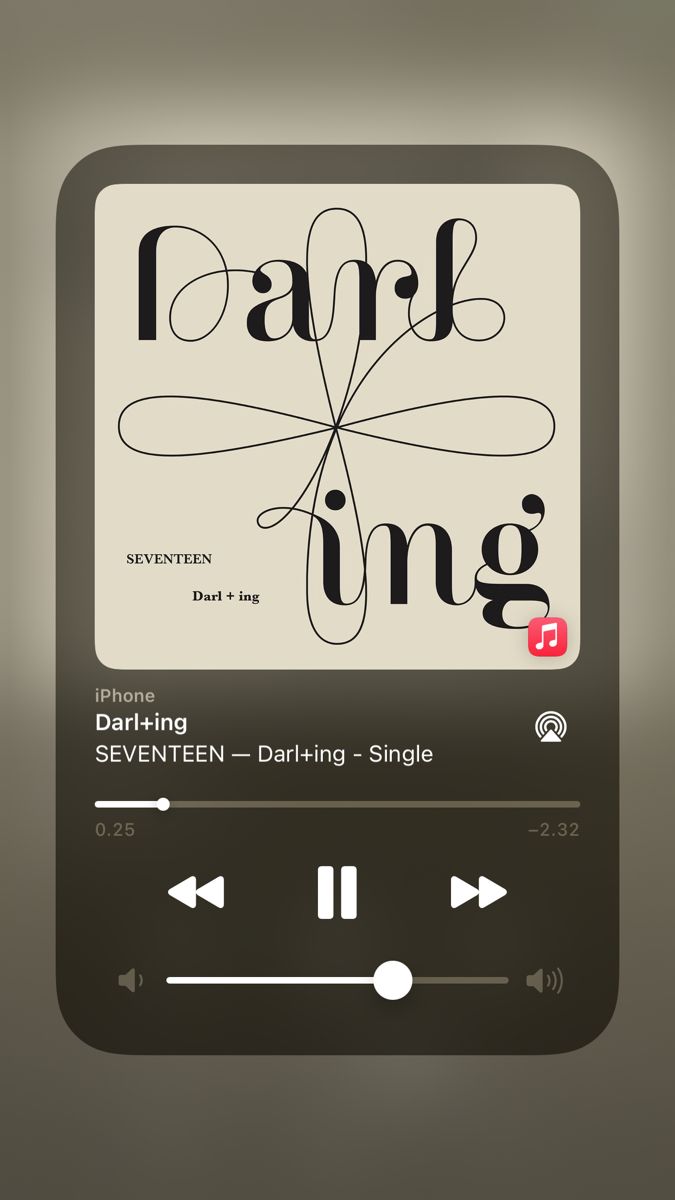 Darl
ing
SEVENTEEN
Darl + ing
iPhone
Darl+ing
SEVENTEEN — Darl+ing - Single
0.25
−2.32